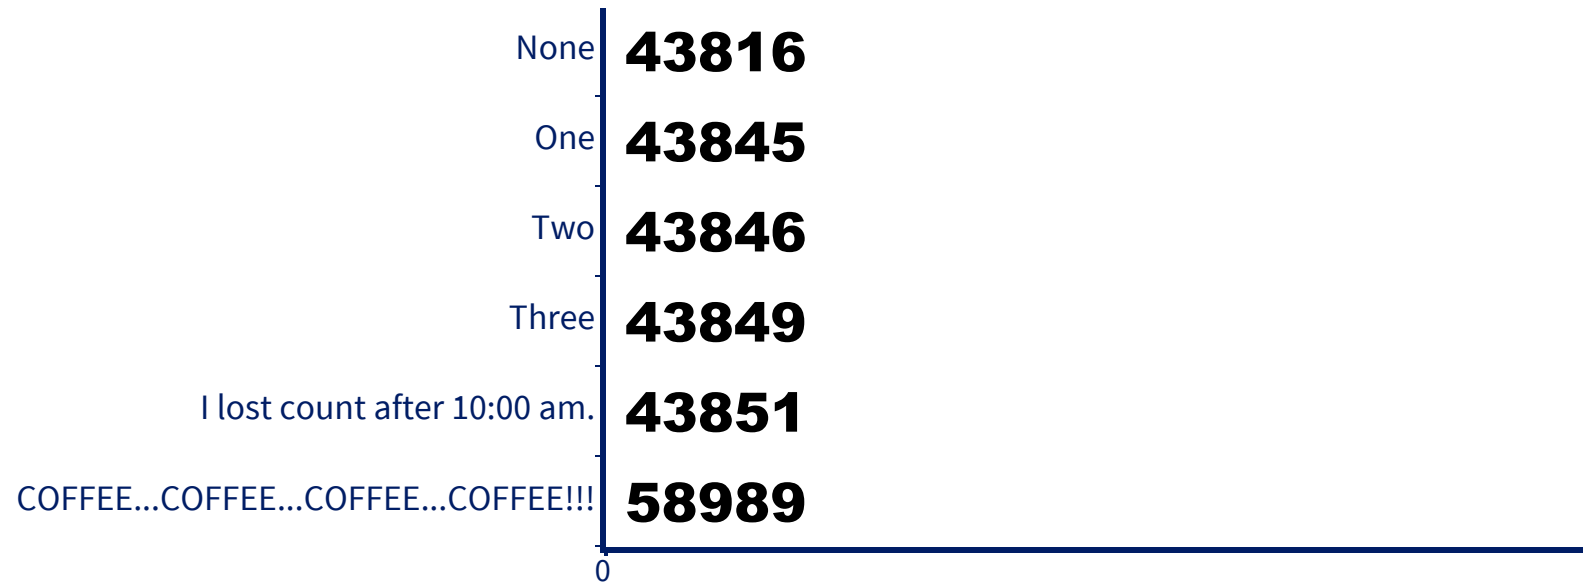 None 43816
One 43845
Two 43846
Three 43849
I lost count after 10:00 am. 43851
COFFEE...COFFEE...COFFEE...COFFEE!!! 58989
0